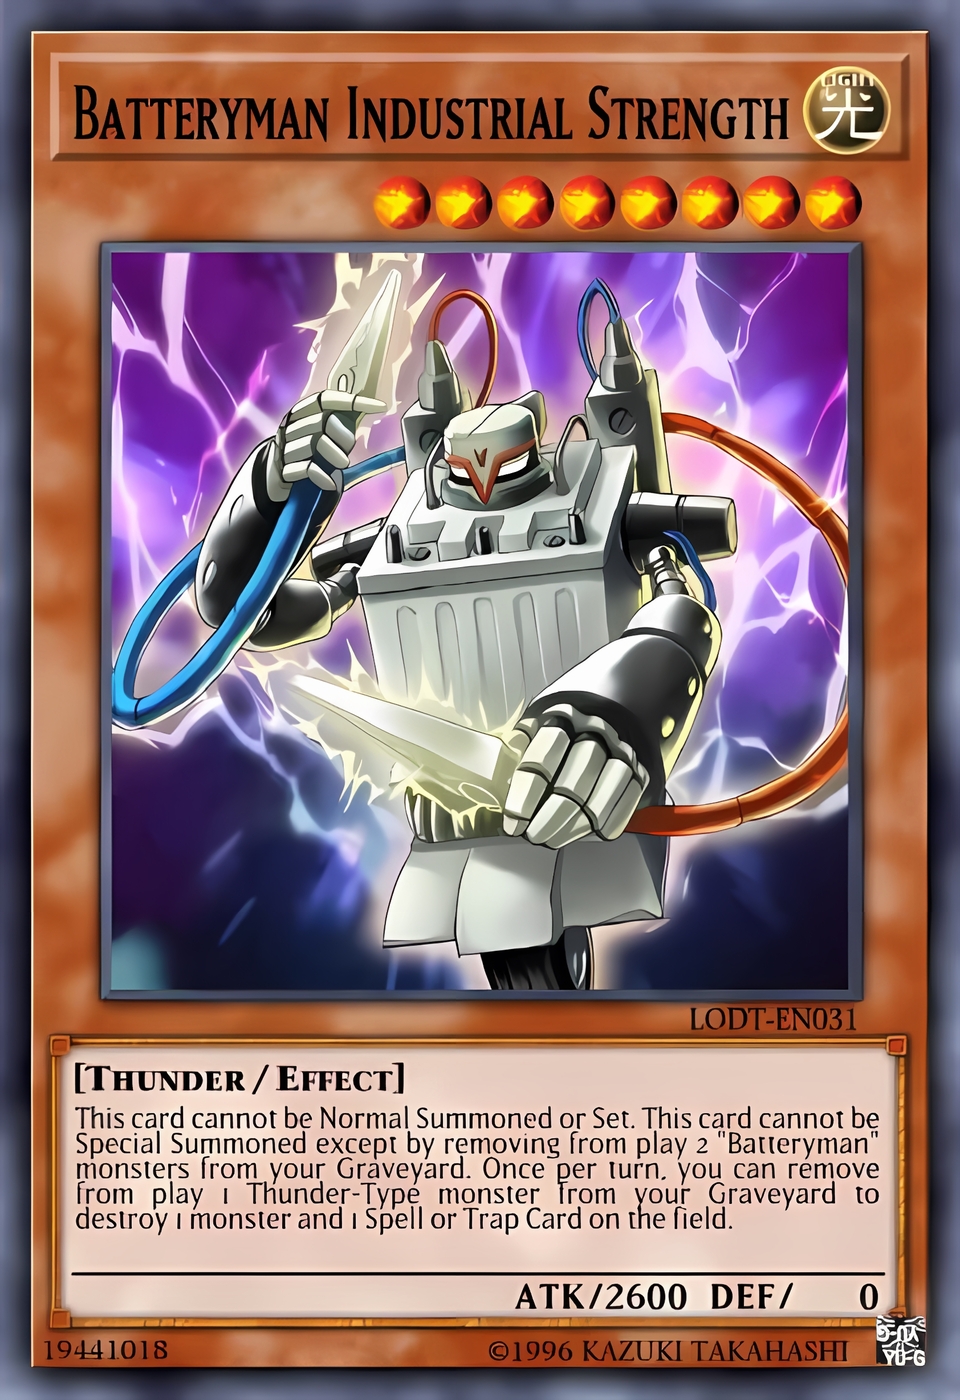 BATTERYMAN INDUSTRIAL STRENGTH
光
LODT-EN031
[THUNDER / EFFECT]
This card cannot be Normal Summoned or Set. This card cannot be
Special Summoned except by removing from play 2 "Batteryman"
monsters from your Graveyard. Once per turn, you can remove
from play 1 Thunder-Type monster from your Graveyard to
destroy 1 monster and 1 Spell or Trap Card on the field.
ATK/2600 DEF/ 0
19441018
©1996 KAZUKI TAKAHASHI